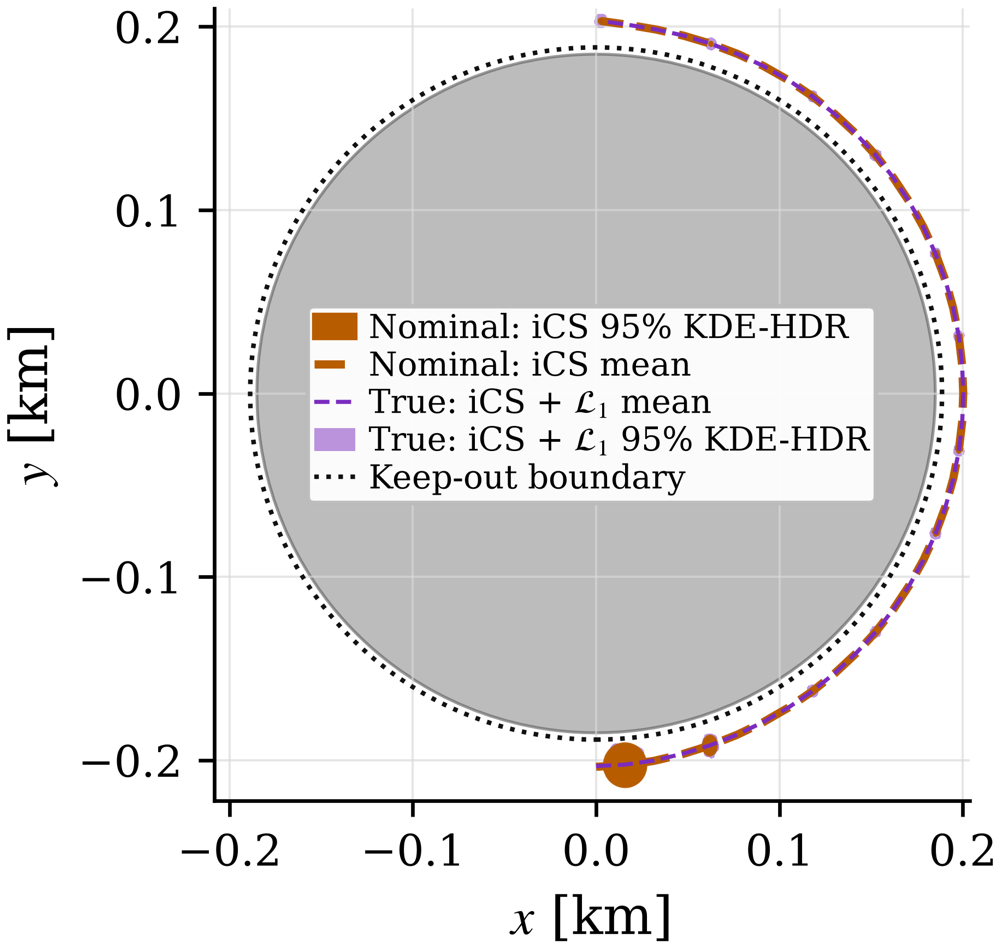 0.2
0.1
0.0
−0.1
−0.2
y [km]
Nominal: iCS 95% KDE-HDR
Nominal: iCS mean
True: iCS + ℒ₁ mean
True: iCS + ℒ₁ 95% KDE-HDR
Keep-out boundary
−0.2 −0.1 0.0 0.1 0.2
x [km]